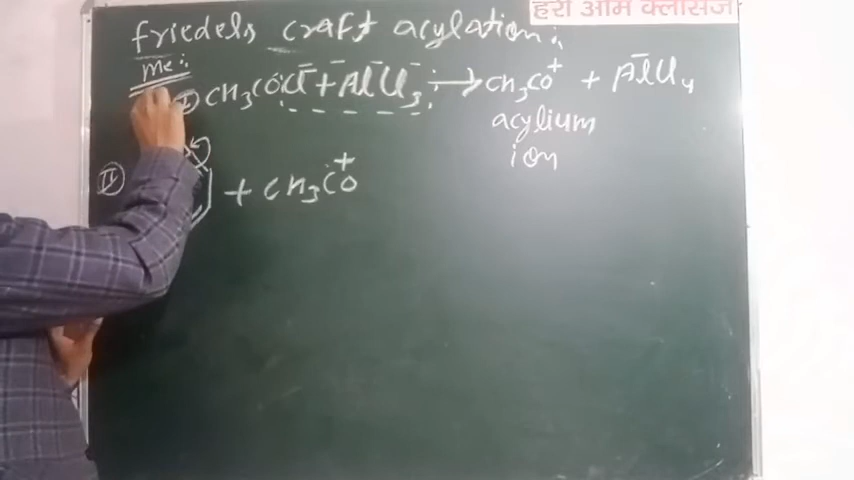 हरी ओम क्लासेज
friedels craft acylation:
me:
I CH3COCl + AlCl3 → CH3CO+ + AlCl4
acylium
ion
II + CH3CO+